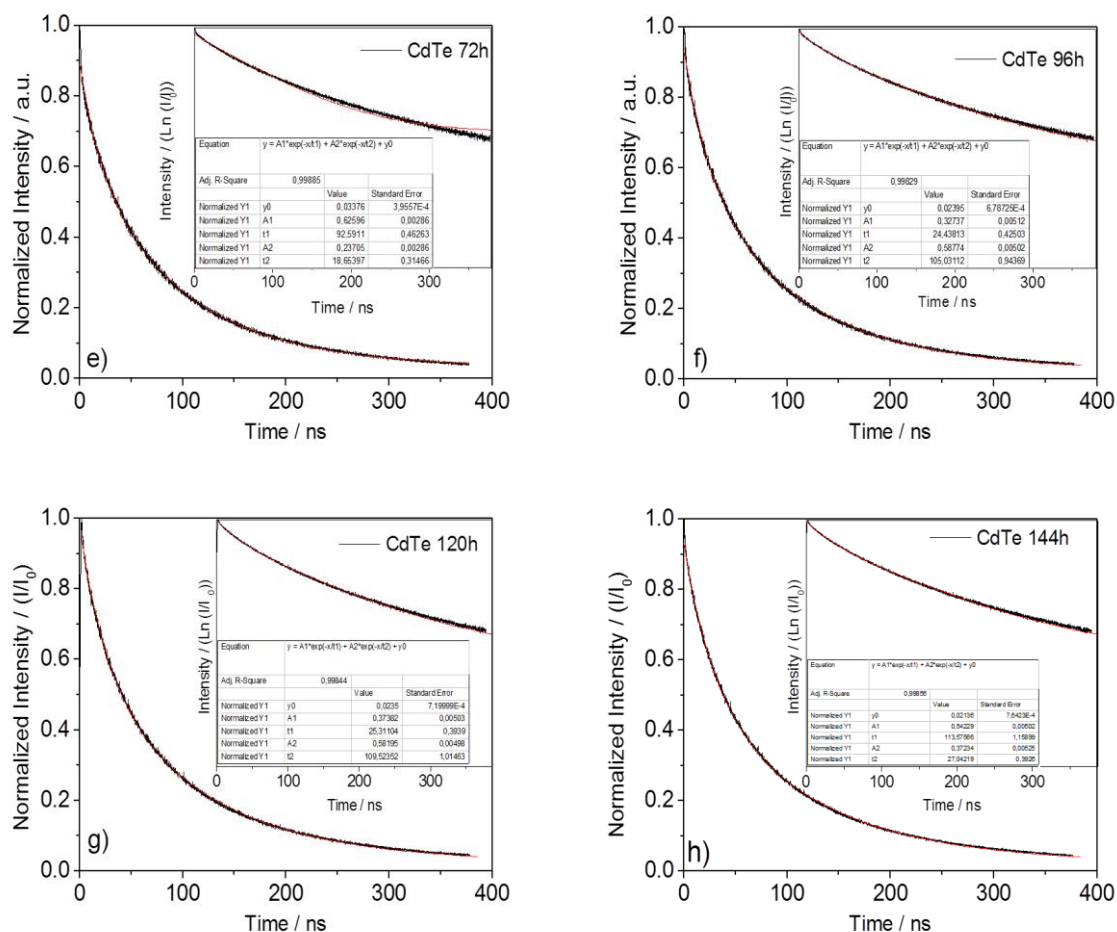 1.0
0.8
0.6
0.4
0.2
0.0
Normalized Intensity / a.u.
Intensity / (Ln (I/I0))
CdTe 72h
Equation y = A1*exp(-x/t1) + A2*exp(-x/t2) + y0
Adj. R-Square 0,99885
Value Standard Error
Normalized Y1 y0 0,03376 3,9557E-4
Normalized Y1 A1 0,62596 0,00286
Normalized Y1 t1 92,5911 0,46263
Normalized Y1 A2 0,23705 0,00286
Normalized Y1 t2 18,65397 0,31466
0 100 200 300
Time / ns
e)
0 100 200 300 400
Time / ns
1.0
0.8
0.6
0.4
0.2
0.0
Normalized Intensity / a.u.
Intensity / (Ln (I/I0))
CdTe 96h
Equation y = A1*exp(-x/t1) + A2*exp(-x/t2) + y0
Adj. R-Square 0,99829
Value Standard Error
Normalized Y1 y0 0,02395 6,78725E-4
Normalized Y1 A1 0,32737 0,00512
Normalized Y1 t1 24,43813 0,42503
Normalized Y1 A2 0,58774 0,00502
Normalized Y1 t2 105,03112 0,94369
0 100 200 300
Time / ns
f)
0 100 200 300 400
Time / ns
1.0
0.8
0.6
0.4
0.2
0.0
Normalized Intensity / (I/I0)
Intensity / (Ln (I/I0))
CdTe 120h
Equation y = A1*exp(-x/t1) + A2*exp(-x/t2) + y0
Adj. R-Square 0,99844
Value Standard Error
Normalized Y1 y0 0,0235 7,19999E-4
Normalized Y1 A1 0,37382 0,00503
Normalized Y1 t1 25,31104 0,3939
Normalized Y1 A2 0,58195 0,00498
Normalized Y1 t2 109,52352 1,01463
0 100 200 300
Time / ns
g)
0 100 200 300 400
Time / ns
1.0
0.8
0.6
0.4
0.2
0.0
Normalized Intensity / (I/I0)
Intensity / (Ln (I/I0))
CdTe 144h
Equation y = A1*exp(-x/t1) + A2*exp(-x/t2) + y0
Adj. R-Square
Value Standard Error
Normalized Y1 y0 0,02136 7,6423E-4
Normalized Y1 A1 0,54229
Normalized Y1 t1
Normalized Y1 A2 0,37234
Normalized Y1 t2 27,04219
0 100 200 300
Time / ns
h)
0 100 200 300 400
Time / ns